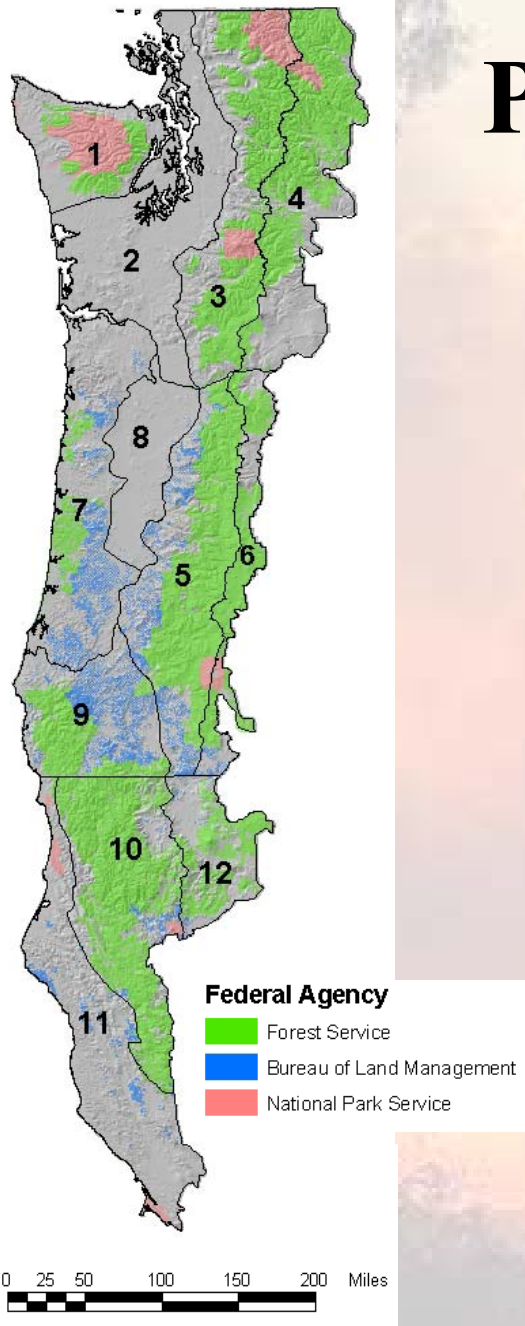 P
1
4
2
3
8
7
5
6
9
10
12
11
Federal Agency
Forest Service
Bureau of Land Management
National Park Service
0 25 50 100 150 200 Miles